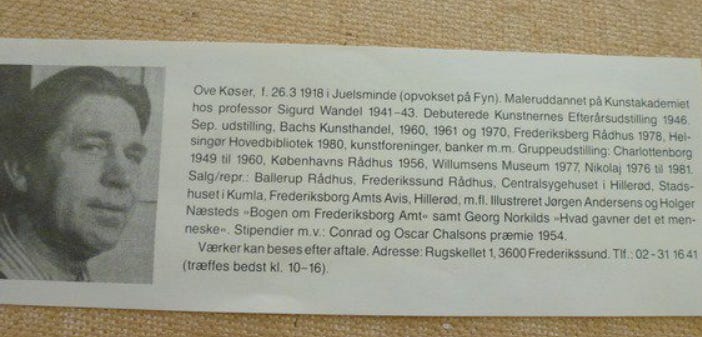 Ove Køser, f. 26.3 1918 i Juelsminde (opvokset på Fyn). Maleruddannet på Kunstakademiet
hos professor Sigurd Wandel 1941-43. Debuterede Kunstnernes Efterårsudstilling 1946.
Sep. udstilling, Bachs Kunsthandel, 1960, 1961 og 1970, Frederiksberg Rådhus 1978, Hel-
singør Hovedbibliotek 1980, kunstforeninger, banker m.m. Gruppeudstilling: Charlottenborg
1949 til 1960, Københavns Rådhus 1956, Willumsens Museum 1977, Nikolaj 1976 til 1981.
Salg/repr.: Ballerup Rådhus, Frederikssund Rådhus, Centralsygehuset i Hillerød, Stads-
huset i Kumla, Frederiksborg Amts Avis, Hillerød, m.fl. Illustreret Jørgen Andersens og Holger
Næsteds »Bogen om Frederiksborg Amt« samt Georg Norkilds »Hvad gavner det et men-
neske«. Stipendier m.v.: Conrad og Oscar Chalsons præmie 1954.
Værker kan beses efter aftale. Adresse: Rugskellet 1, 3600 Frederikssund. Tlf.: 02-31 16 41
(træffes bedst kl. 10-16).